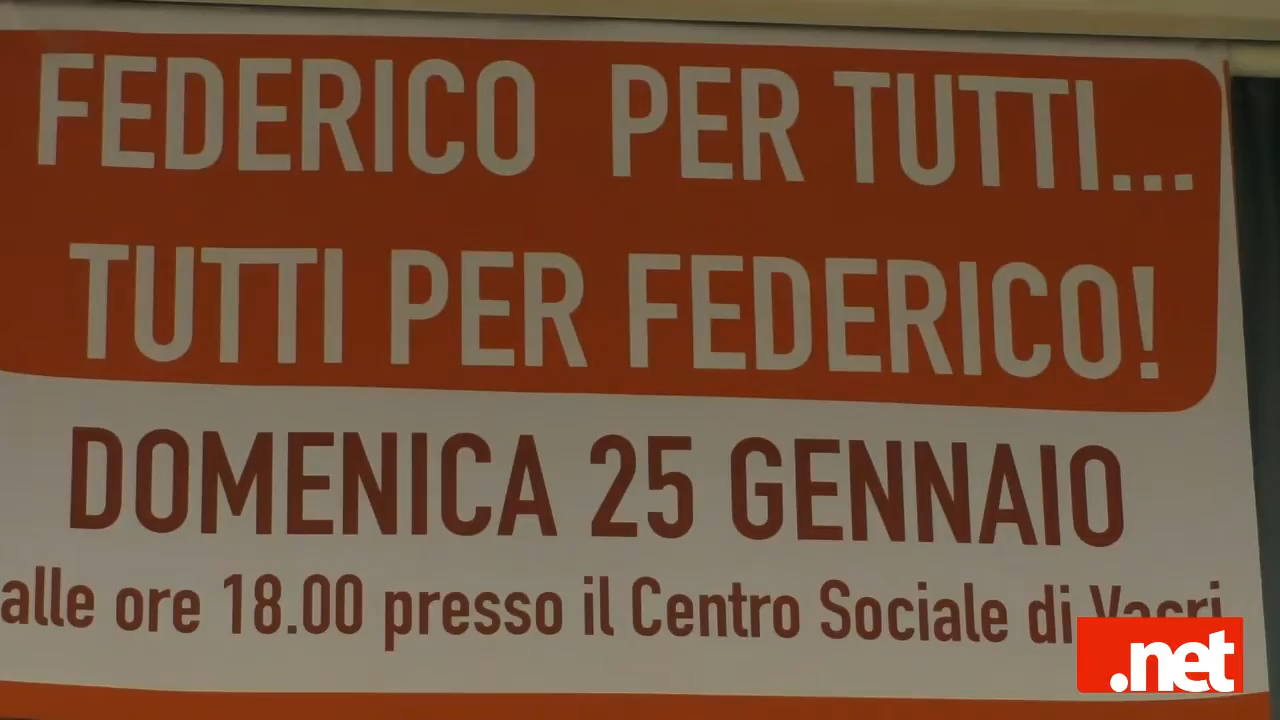 FEDERICO PER TUTTI...
TUTTI PER FEDERICO!
DOMENICA 25 GENNAIO
alle ore 18.00 presso il Centro Sociale di Vacri
.net